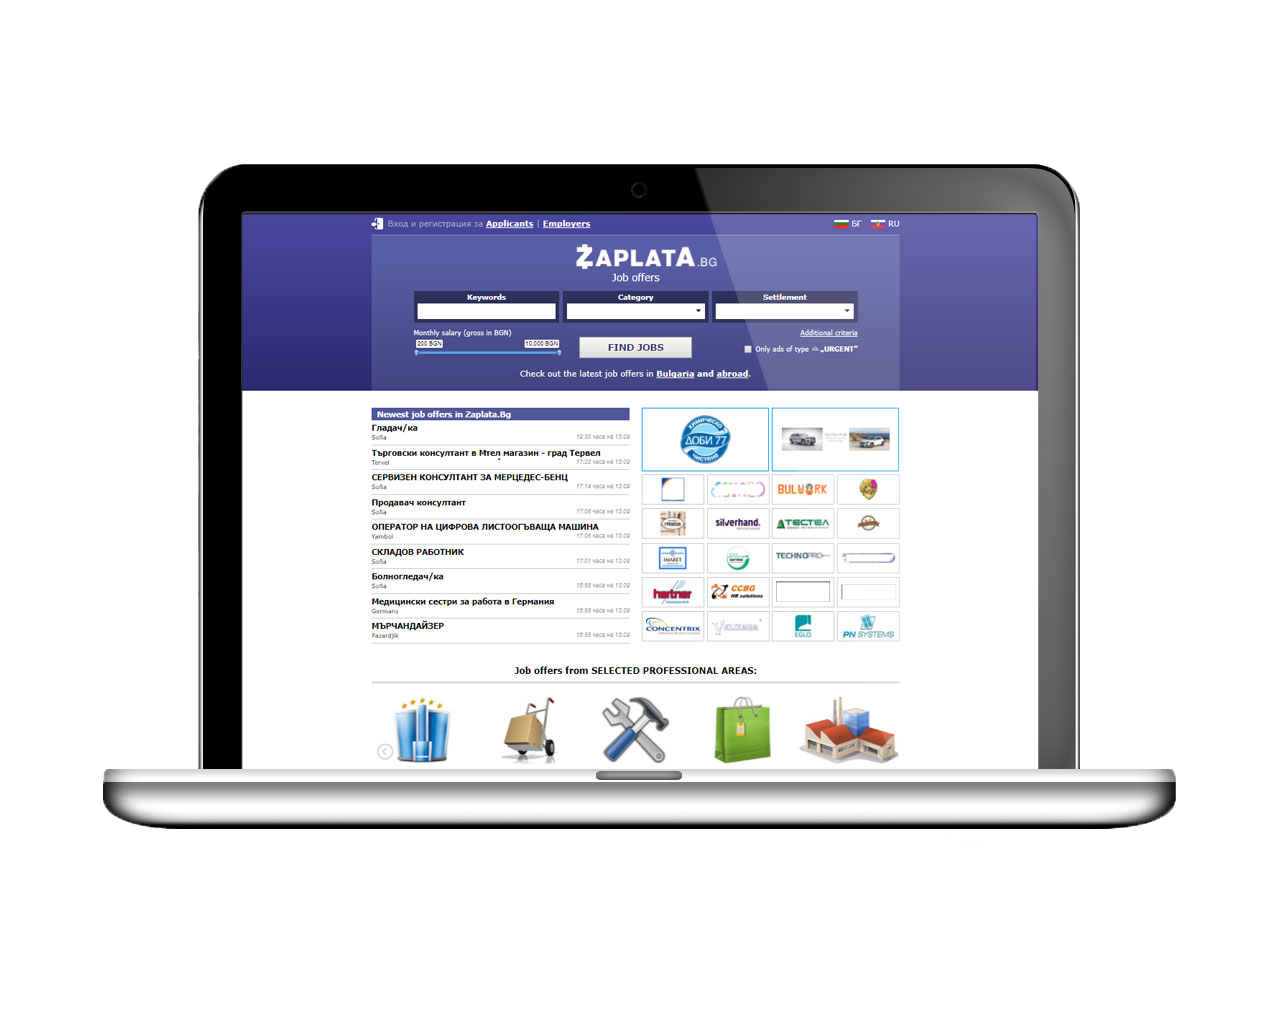 Вход и регистрация за Applicants | Employers
БГ RU
ZAPLATA.BG
Job offers
Keywords Category Settlement
Monthly salary (gross in BGN) Additional criteria
200 BGN 10,000 BGN
FIND JOBS
Only ads of type „URGENT“
Check out the latest job offers in Bulgaria and abroad.
Newest job offers in Zaplata.Bg
Гладач/ка
Sofia 19:30 часа на 13.09
Търговски консултант в Мтел магазин - град Тервел
Tervel 17:22 часа на 13.09
СЕРВИЗЕН КОНСУЛТАНТ ЗА МЕРЦЕДЕС-БЕНЦ
Sofia 17:14 часа на 13.09
Продавач консултант
Sofia 17:08 часа на 13.09
ОПЕРАТОР НА ЦИФРОВА ЛИСТООГЪВАЩА МАШИНА
Yambol 17:08 часа на 13.09
СКЛАДОВ РАБОТНИК
Sofia 17:01 часа на 13.09
Болногледач/ка
Sofia 16:58 часа на 13.09
Медицински сестри за работа в Германия
Germany 16:58 часа на 13.09
МЪРЧАНДАЙЗЕР
Pazardjik 16:58 часа на 13.09
ХИМИЧЕСКО
ДОБИ 77
ЧИСТЕНЕ
BULWORK
silverhand.
TECTEA
IMARET
TECHNOPRO
hartner
CCBG
HR solutions
CONCENTRIX
EGLO
PN SYSTEMS
Job offers from SELECTED PROFESSIONAL AREAS: